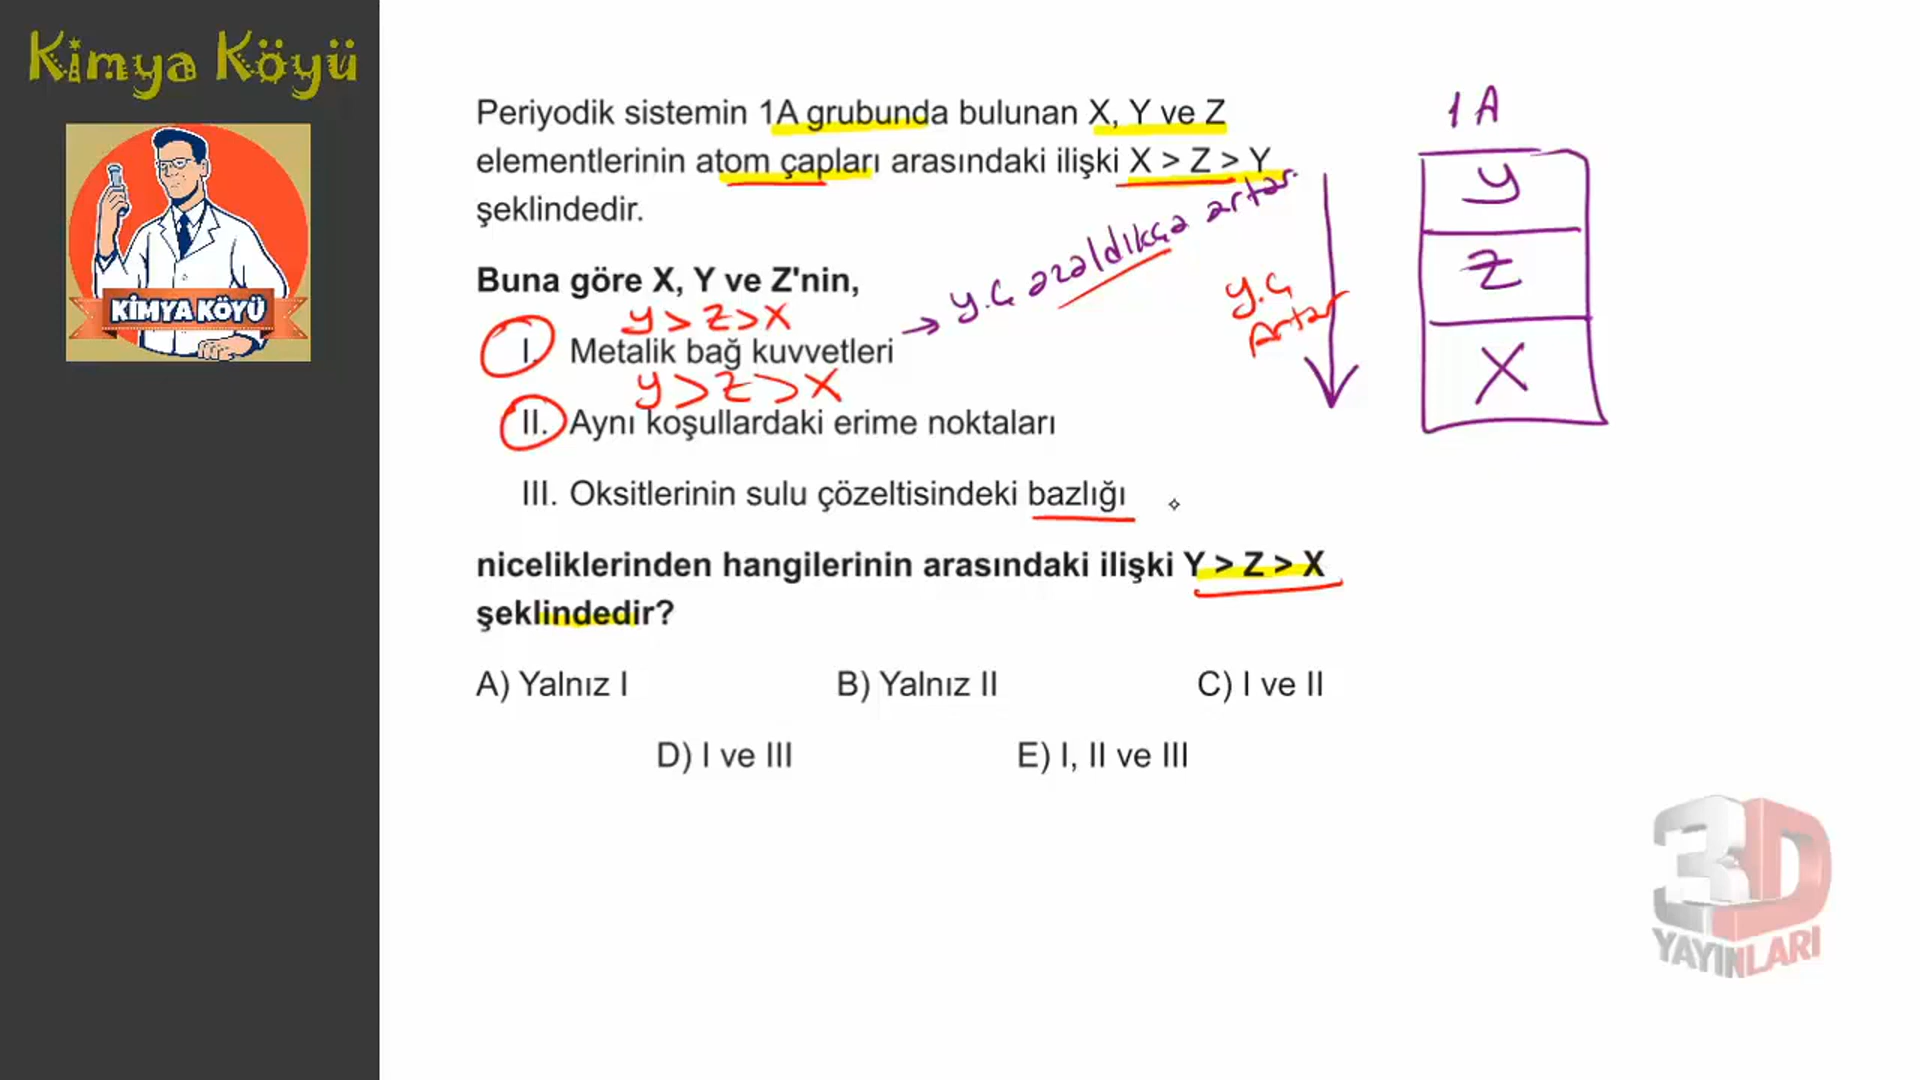 Kimya Köyü
KİMYA KÖYÜ
Periyodik sistemin 1A grubunda bulunan X, Y ve Z
elementlerinin atom çapları arasındaki ilişki X > Z > Y
şeklindedir.
Buna göre X, Y ve Z'nin,
y > Z > X
I. Metalik bağ kuvvetleri
→ y.ç azaldıkça artar.
y > Z > X
II. Aynı koşullardaki erime noktaları
III. Oksitlerinin sulu çözeltisindeki bazlığı
niceliklerinden hangilerinin arasındaki ilişki Y > Z > X
şeklindedir?
A) Yalnız I
B) Yalnız II
C) I ve II
D) I ve III
E) I, II ve III
1A
y
Z
X
y.ç
Artar
3D
YAYINLARI